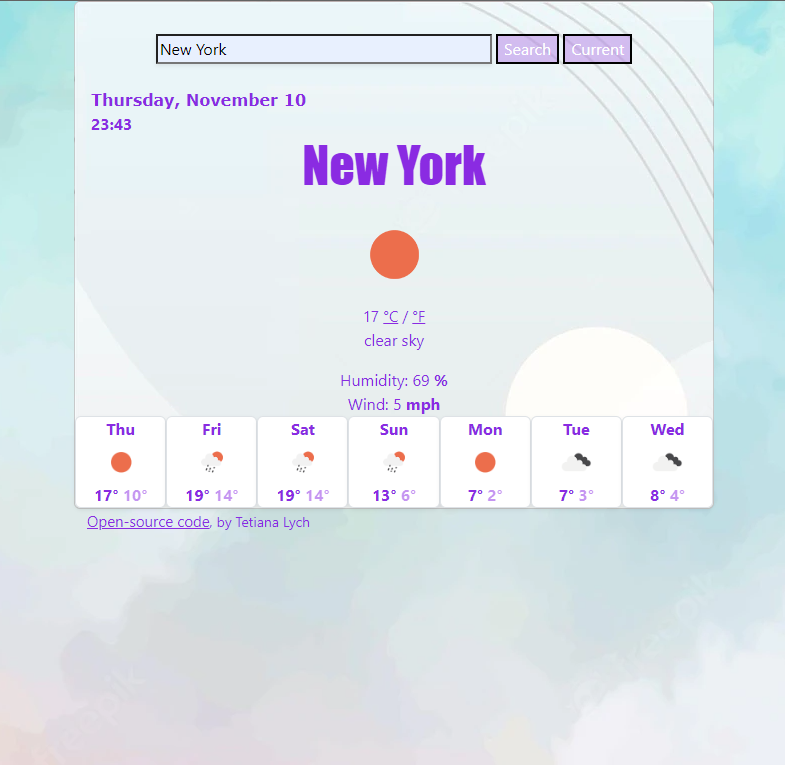 New York Search Current
Thursday, November 10
23:43
New York
17 °C / °F
clear sky
Humidity: 69 %
Wind: 5 mph
Thu Fri Sat Sun Mon Tue Wed
17° 10° 19° 14° 19° 14° 13° 6° 7° 2° 7° 3° 8° 4°
Open-source code, by Tetiana Lych